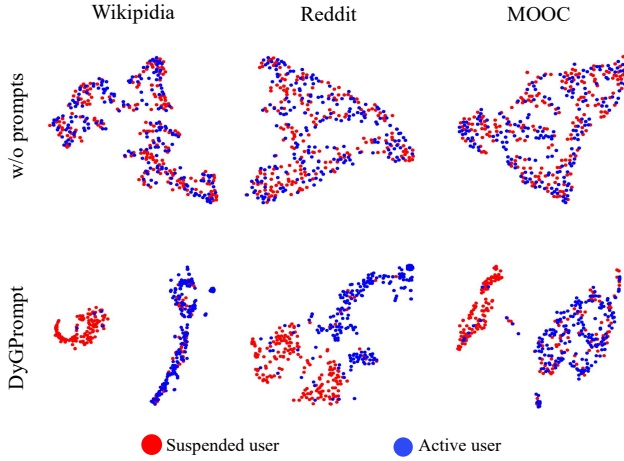 Wikipidia Reddit MOOC
w/o prompts
DyGPrompt
Suspended user Active user